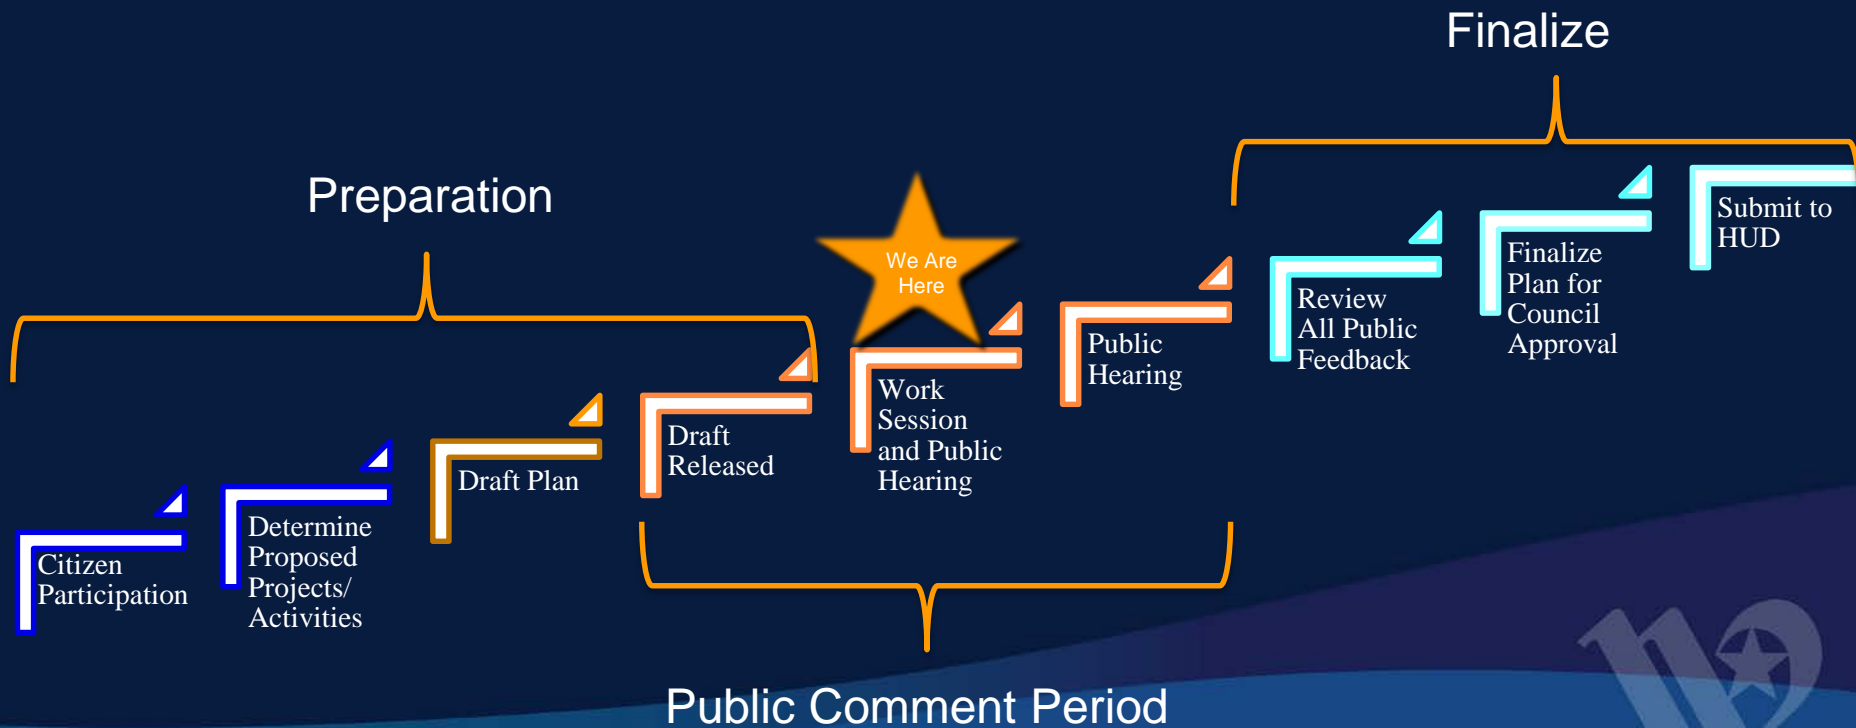 Finalize
Preparation
We Are
Here
Citizen
Participation
Determine
Proposed
Projects/
Activities
Draft Plan
Draft
Released
Work
Session
and Public
Hearing
Public
Hearing
Review
All Public
Feedback
Finalize
Plan for
Council
Approval
Submit to
HUD
Public Comment Period